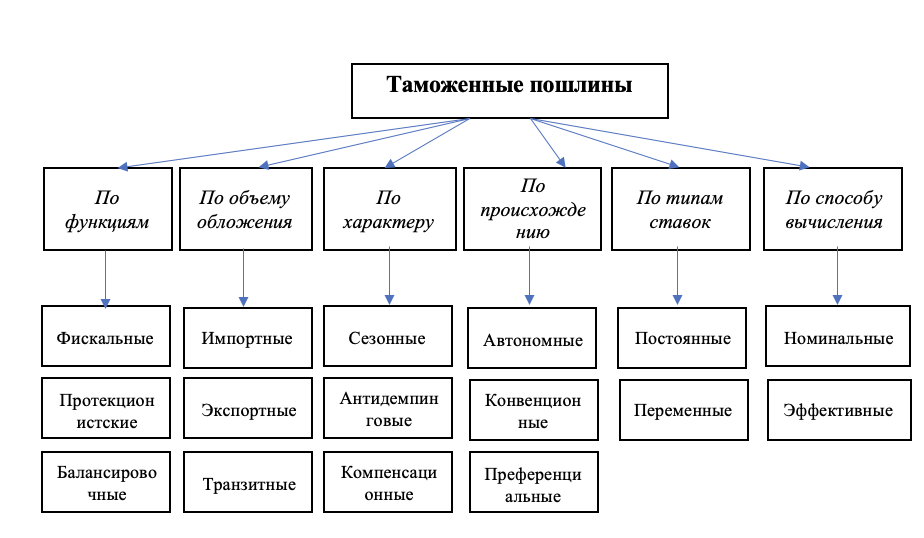 Таможенные пошлины
По
функциям
По объему
обложения
По
характеру
По
происхожде
нию
По типам
ставок
По способу
вычисления
Фискальные
Импортные
Сезонные
Автономные
Постоянные
Номинальные
Протекцион
истские
Экспортные
Антидемпин
говые
Конвенцион
ные
Переменные
Эффективные
Балансирово
чные
Транзитные
Компенсаци
онные
Преференци
альные